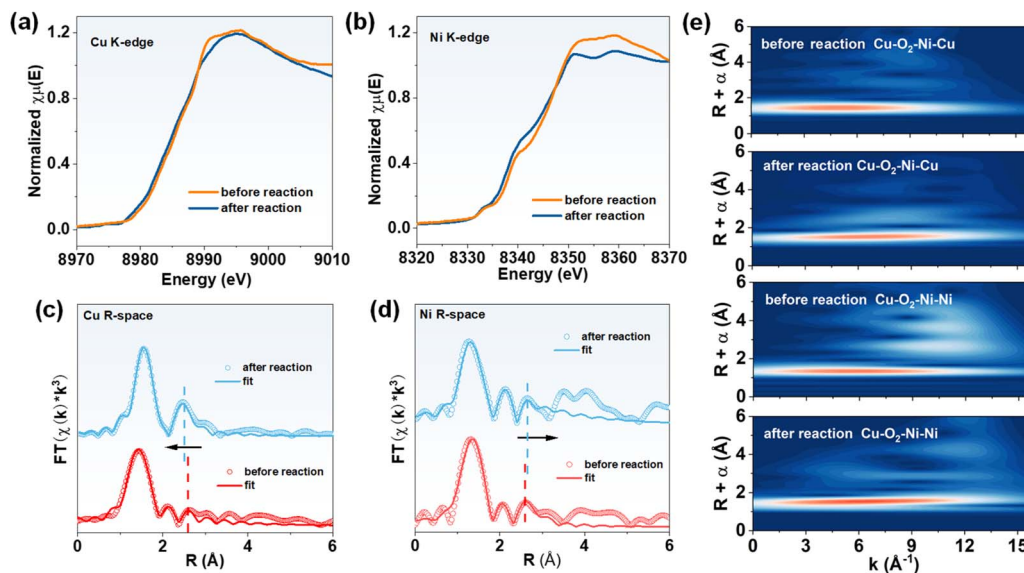 (a)
Cu K-edge
Normalized χμ(E)
1.2
0.8
0.4
0.0
before reaction
after reaction
8970 8980 8990 9000 9010
Energy (eV)
(b)
Ni K-edge
Normalized χμ(E)
1.2
0.8
0.4
0.0
before reaction
after reaction
8320 8330 8340 8350 8360 8370
Energy (eV)
(c)
Cu R-space
FT(χ(k)*k³)
after reaction
fit
before reaction
fit
0 1 2 3 4 5 6
R (Å)
(d)
Ni R-space
FT(χ(k)*k³)
after reaction
fit
before reaction
fit
0 1 2 3 4 5 6
R (Å)
(e)
before reaction Cu-O₂-Ni-Cu
R + α (Å)
6
4
2
0
after reaction Cu-O₂-Ni-Cu
R + α (Å)
6
4
2
0
before reaction Cu-O₂-Ni-Ni
R + α (Å)
6
4
2
0
after reaction Cu-O₂-Ni-Ni
R + α (Å)
6
4
2
0
0 3 6 9 12 15
k (Å⁻¹)